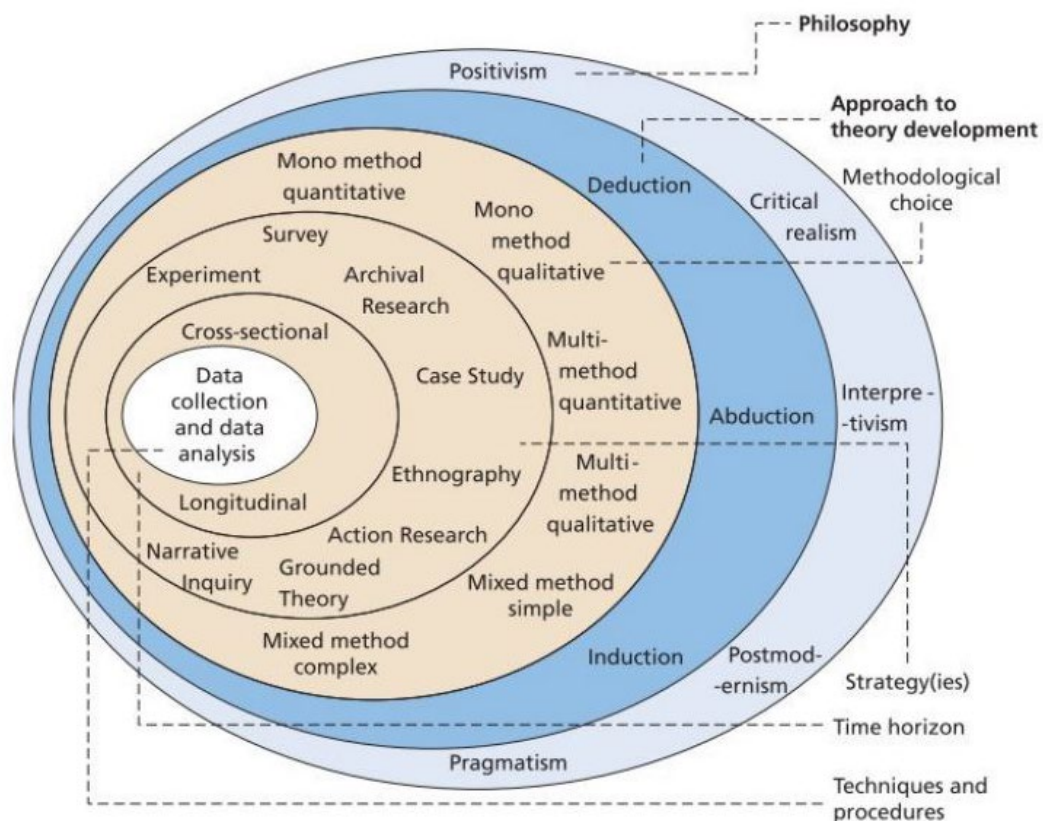 Philosophy
Positivism
Approach to
theory development
Deduction
Methodological
choice
Critical
realism
Mono method
quantitative
Mono
method
qualitative
Survey
Experiment
Archival
Research
Cross-sectional
Data
collection
and data
analysis
Case Study
Multi-
method
quantitative
Abduction
Interpre -
-tivism
Multi-
method
qualitative
Ethnography
Longitudinal
Action Research
Narrative
Inquiry
Grounded
Theory
Mixed method
simple
Mixed method
complex
Induction
Postmod-
-ernism
Strategy(ies)
Time horizon
Pragmatism
Techniques and
procedures